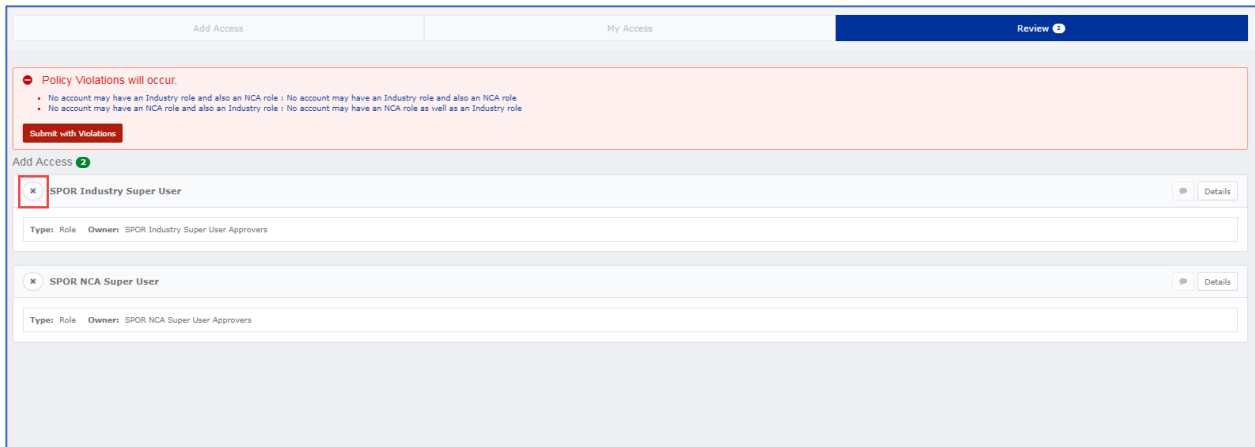 Add Access
My Access
Review 2
Policy Violations will occur.
No account may have an Industry role and also an NCA role : No account may have an Industry role and also an NCA role
No account may have an NCA role and also an Industry role : No account may have an NCA role as well as an Industry role
Submit with Violations
Add Access 2
SPOR Industry Super User
Details
Type: Role Owner: SPOR Industry Super User Approvers
SPOR NCA Super User
Details
Type: Role Owner: SPOR NCA Super User Approvers